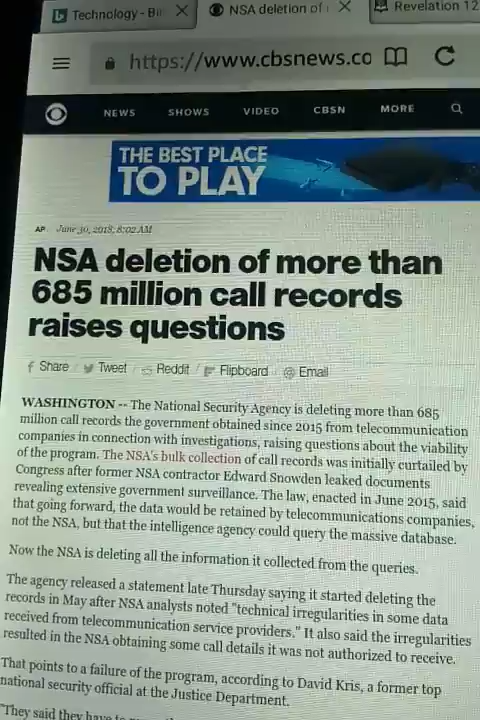 Technology - Bi
NSA deletion of
Revelation 12
https://www.cbsnews.co
NEWS SHOWS VIDEO CBSN MORE
THE BEST PLACE
TO PLAY
AP June 30, 2018, 8:02 AM
NSA deletion of more than
685 million call records
raises questions
Share / Tweet / Reddit / Flipboard Email
WASHINGTON -- The National Security Agency is deleting more than 685
million call records the government obtained since 2015 from telecommunication
companies in connection with investigations, raising questions about the viability
of the program. The NSA's bulk collection of call records was initially curtailed by
Congress after former NSA contractor Edward Snowden leaked documents
revealing extensive government surveillance. The law, enacted in June 2015, said
that going forward, the data would be retained by telecommunications companies,
not the NSA, but that the intelligence agency could query the massive database.
Now the NSA is deleting all the information it collected from the queries.
The agency released a statement late Thursday saying it started deleting the
records in May after NSA analysts noted "technical irregularities in some data
received from telecommunication service providers." It also said the irregularities
resulted in the NSA obtaining some call details it was not authorized to receive.
That points to a failure of the program, according to David Kris, a former top
national security official at the Justice Department.
"They said they have to